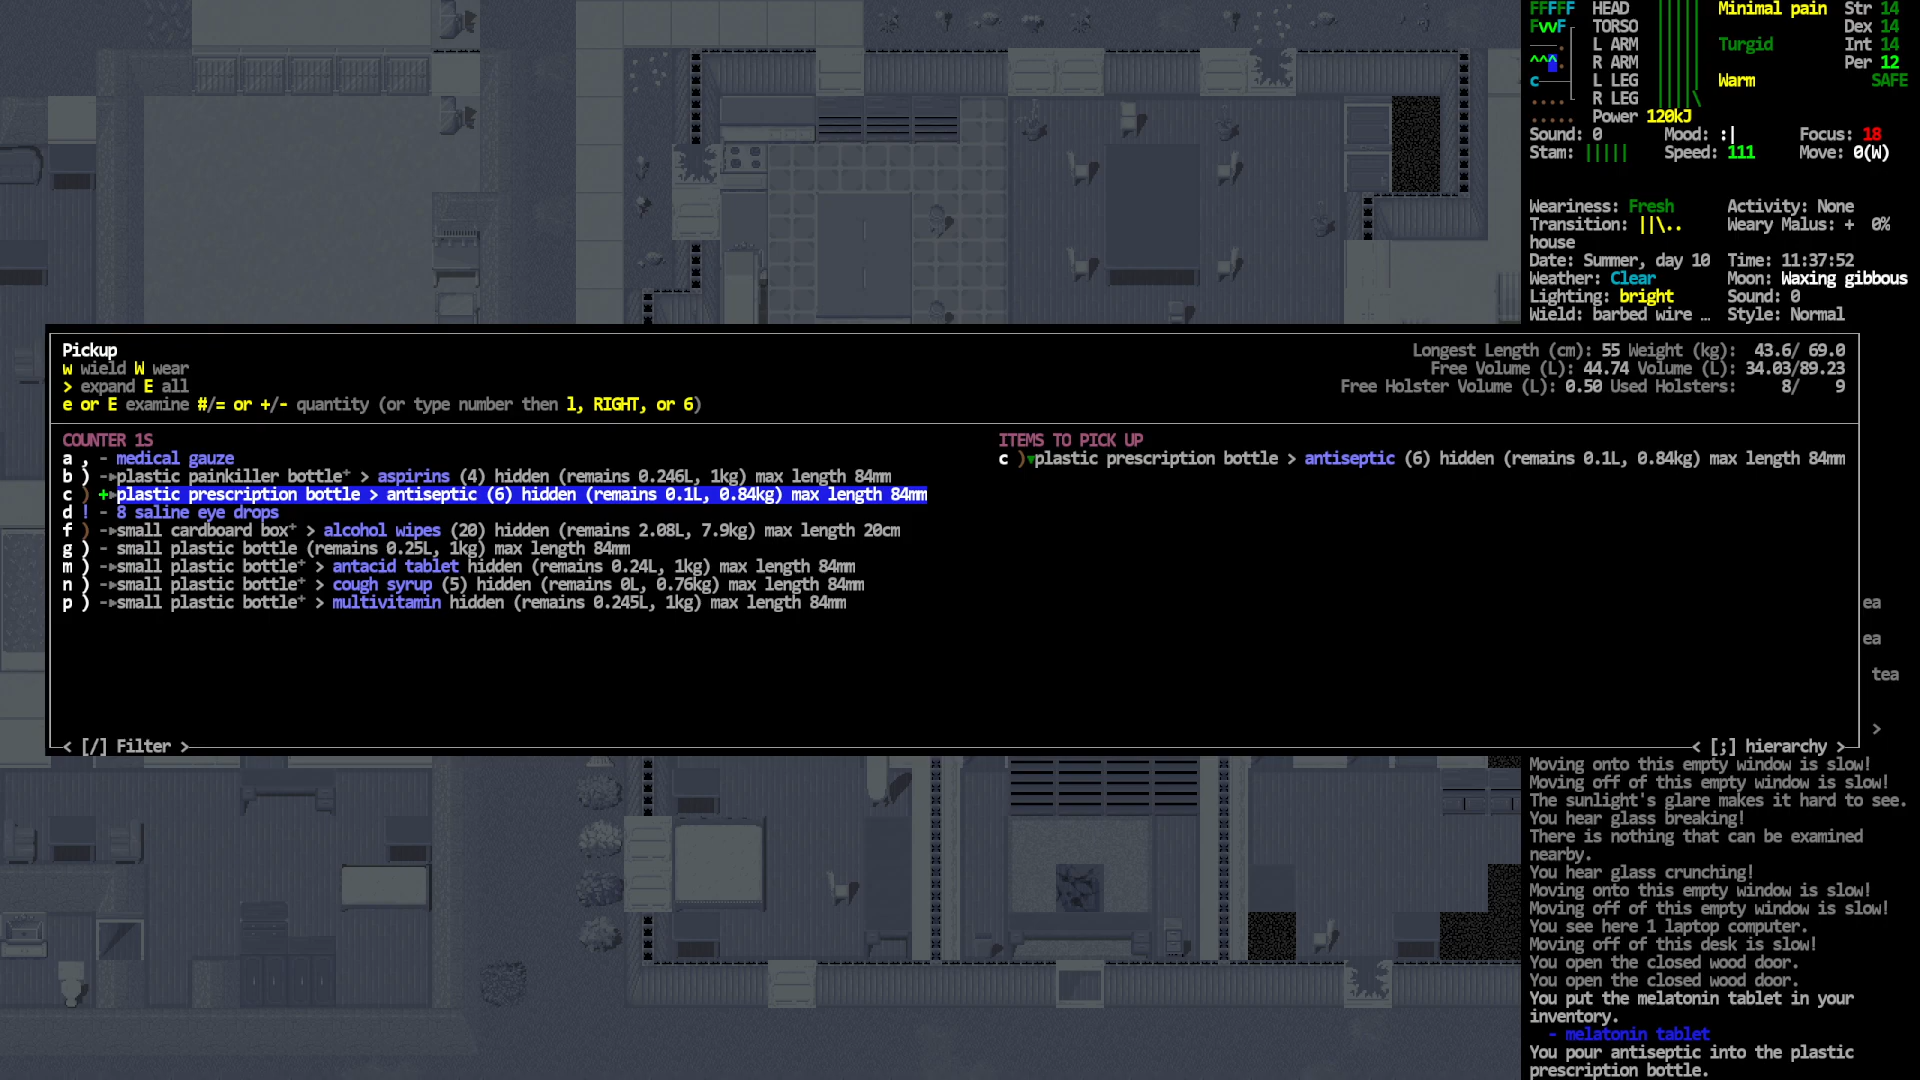 FFFFF HEAD ||||| Minimal pain Str 14
FvvF TORSO ||||| Dex 14
L ARM ||||| Turgid Int 14
^^^ R ARM ||||| Per 12
c L LEG ||||| Warm SAFE
.... R LEG ||||\
..... Power 120kJ
Sound: 0 Mood: :| Focus: 18
Stam: ||||| Speed: 111 Move: 0(W)
Weariness: Fresh Activity: None
Transition: ||\.. Weary Malus: + 0%
house
Date: Summer, day 10 Time: 11:37:52
Weather: Clear Moon: Waxing gibbous
Lighting: bright Sound: 0
Wield: barbed wire … Style: Normal
Pickup
w wield W wear
> expand E all
e or E examine #/= or +/- quantity (or type number then l, RIGHT, or 6)
Longest Length (cm): 55 Weight (kg): 43.6/ 69.0
Free Volume (L): 44.74 Volume (L): 34.03/89.23
Free Holster Volume (L): 0.50 Used Holsters: 8/ 9
COUNTER 1S
a , - medical gauze
b ) -▸plastic painkiller bottle⁺ > aspirins (4) hidden (remains 0.246L, 1kg) max length 84mm
c ) +▸plastic prescription bottle > antiseptic (6) hidden (remains 0.1L, 0.84kg) max length 84mm
d ! - 8 saline eye drops
f ) -▸small cardboard box⁺ > alcohol wipes (20) hidden (remains 2.08L, 7.9kg) max length 20cm
g ) - small plastic bottle (remains 0.25L, 1kg) max length 84mm
m ) -▸small plastic bottle⁺ > antacid tablet hidden (remains 0.24L, 1kg) max length 84mm
n ) -▸small plastic bottle⁺ > cough syrup (5) hidden (remains 0L, 0.76kg) max length 84mm
p ) -▸small plastic bottle⁺ > multivitamin hidden (remains 0.245L, 1kg) max length 84mm
ITEMS TO PICK UP
c )▾plastic prescription bottle > antiseptic (6) hidden (remains 0.1L, 0.84kg) max length 84mm
< [/] Filter >
< [;] hierarchy >
ea
ea
tea
>
Moving onto this empty window is slow!
Moving off of this empty window is slow!
The sunlight's glare makes it hard to see.
You hear glass breaking!
There is nothing that can be examined
nearby.
You hear glass crunching!
Moving onto this empty window is slow!
Moving off of this empty window is slow!
You see here 1 laptop computer.
Moving off of this desk is slow!
You open the closed wood door.
You open the closed wood door.
You put the melatonin tablet in your
inventory.
- melatonin tablet
You pour antiseptic into the plastic
prescription bottle.